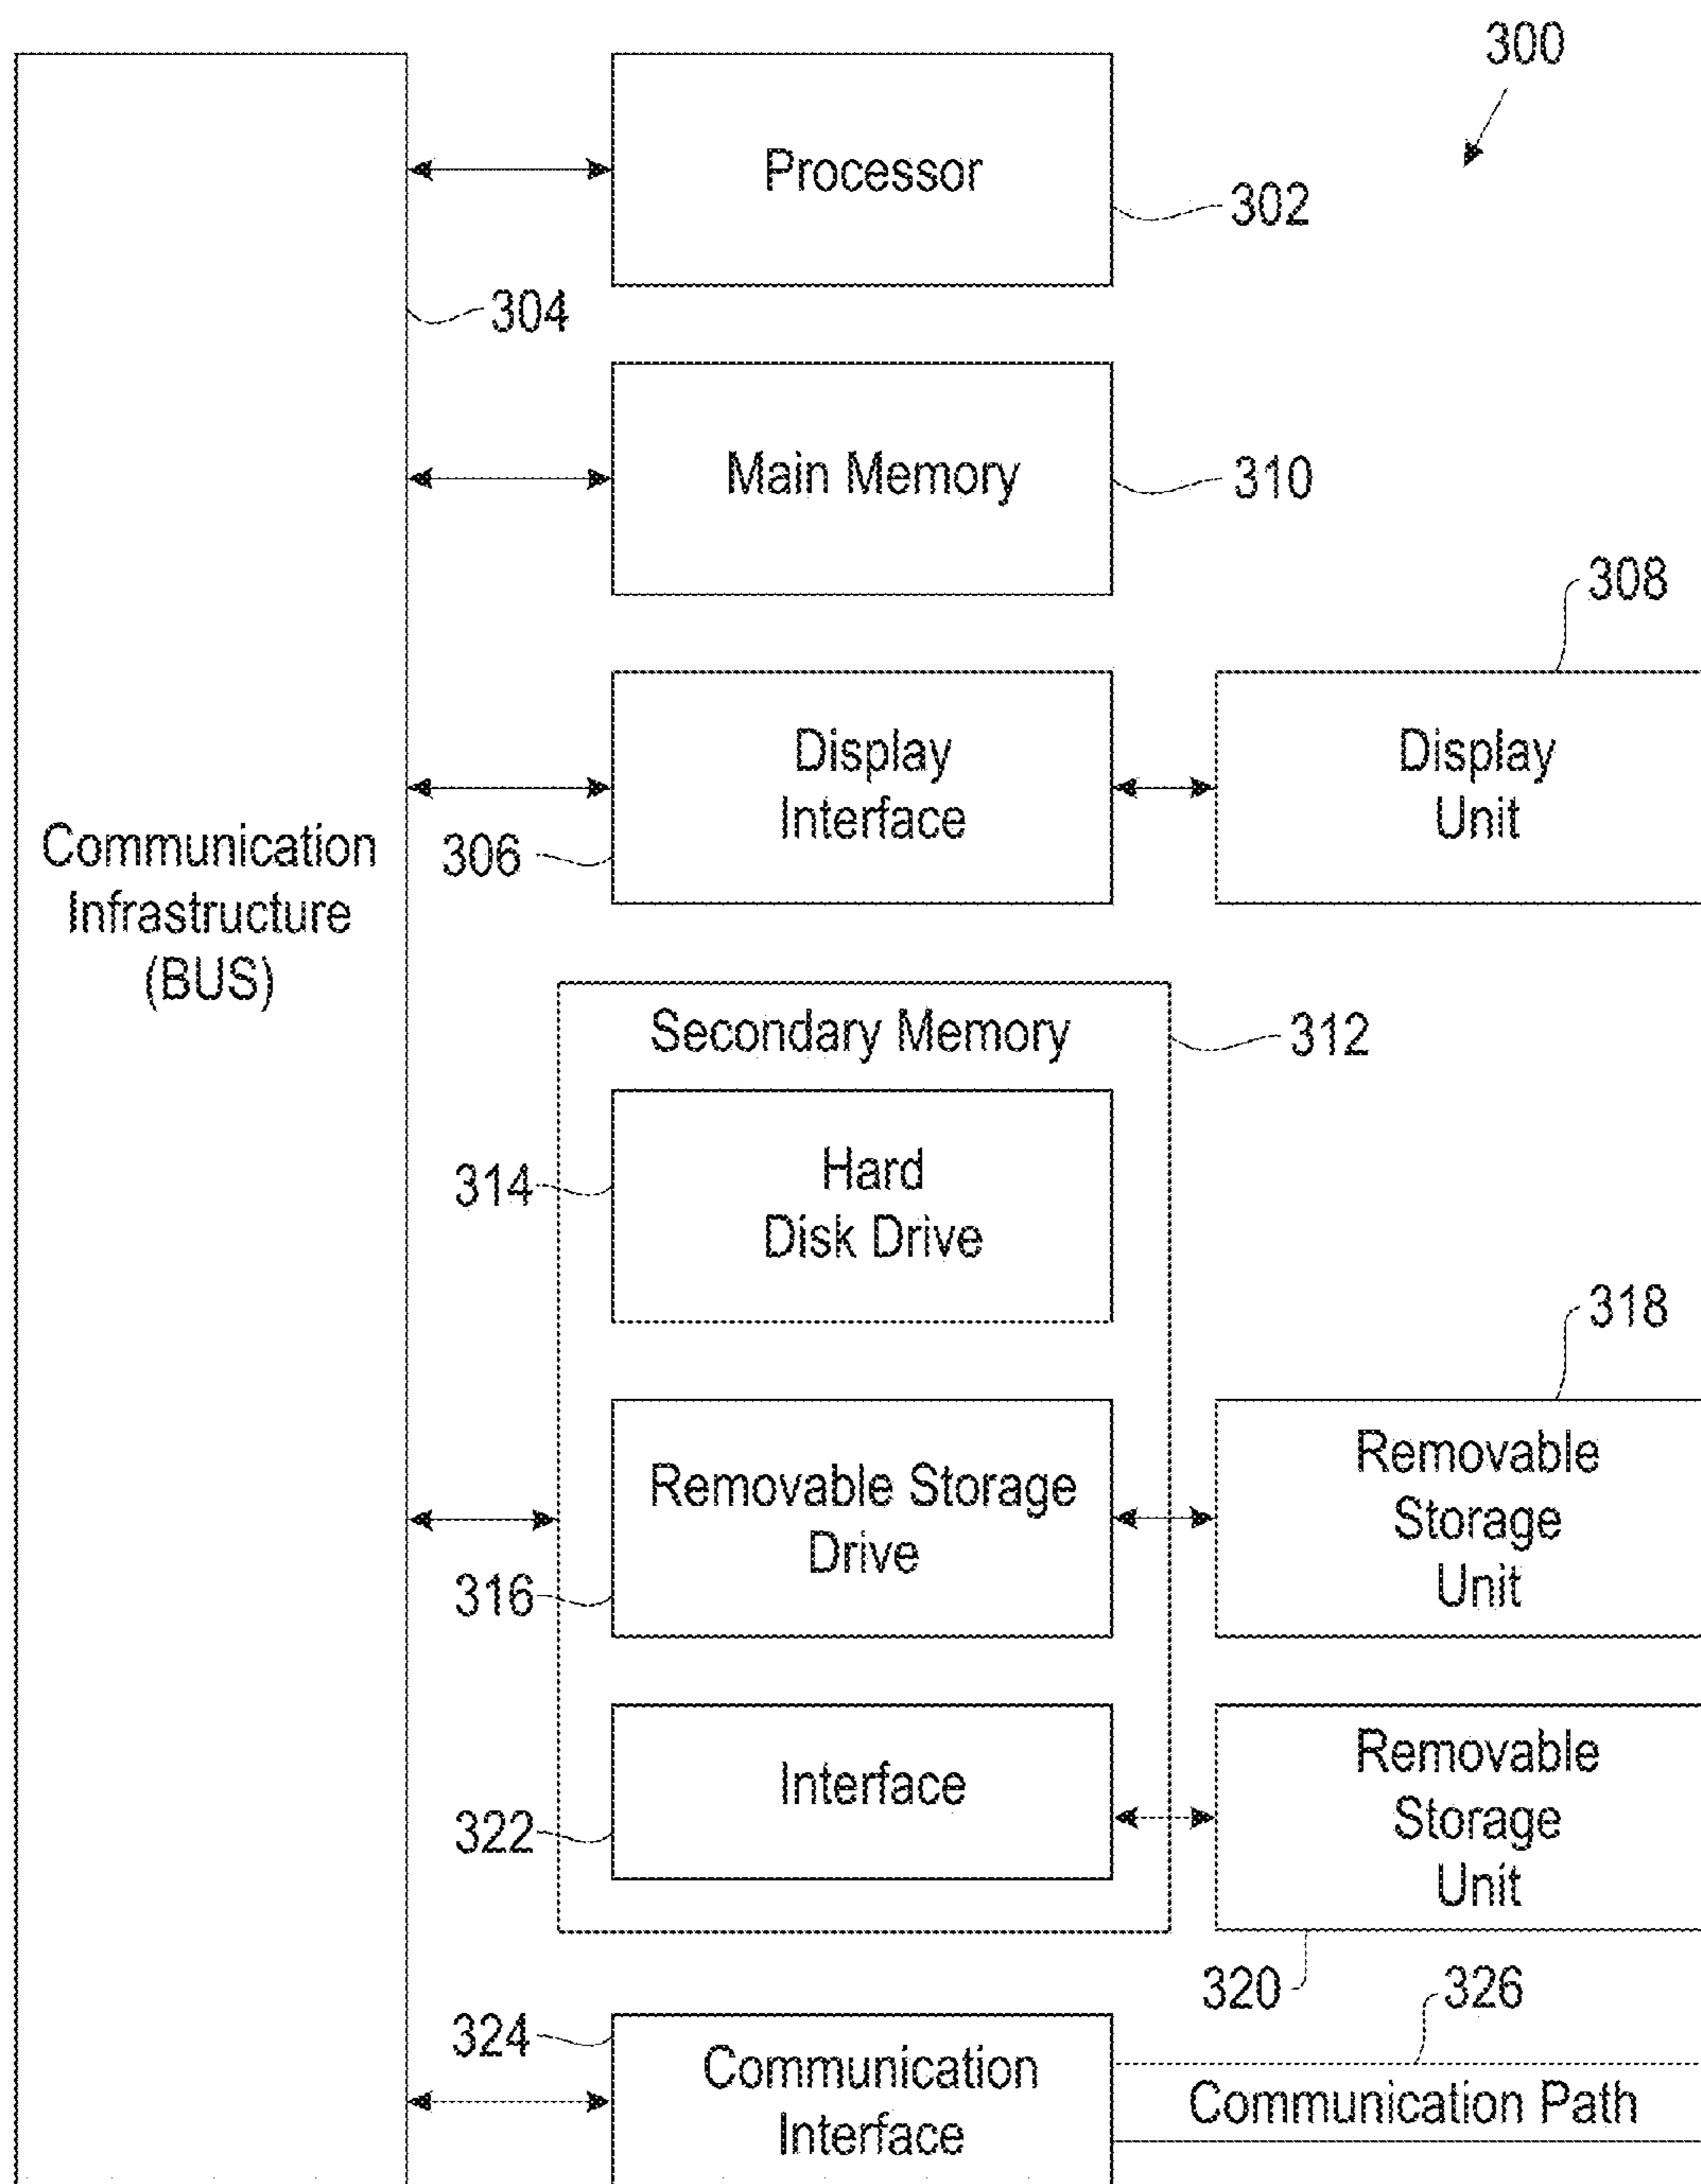 300
Processor
302
304
Main Memory
310
308
Display
Interface
306
Display
Unit
Communication
Infrastructure
(BUS)
Secondary Memory
312
Hard
Disk Drive
314
318
Removable Storage
Drive
316
Removable
Storage
Unit
Interface
322
Removable
Storage
Unit
320
326
324
Communication
Interface
Communication Path